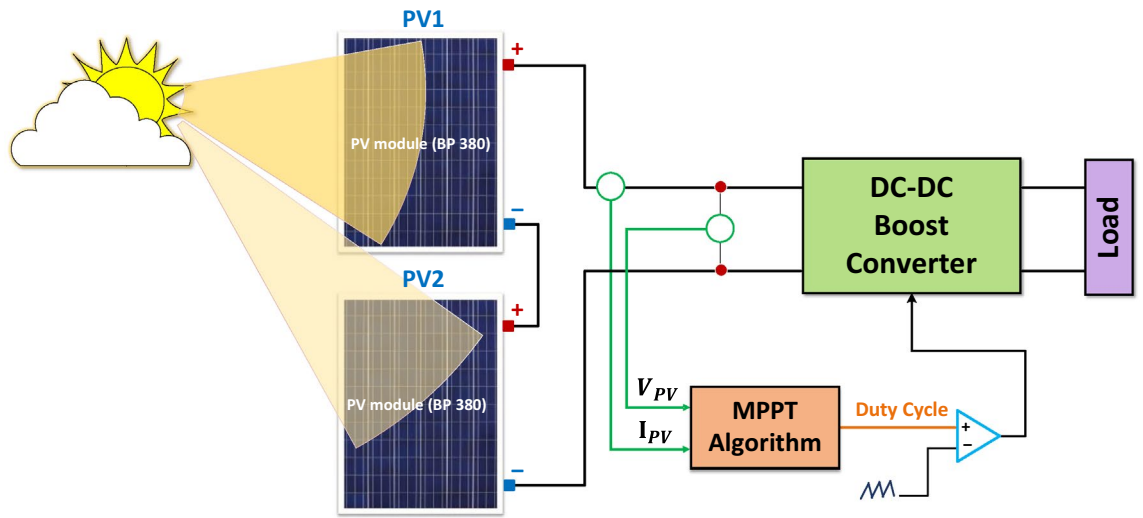 PV1
+
PV module (BP 380)
−
PV2
+
PV module (BP 380)
−
DC-DC
Boost
Converter
Load
V_PV
I_PV
MPPT
Algorithm
Duty Cycle
+
−